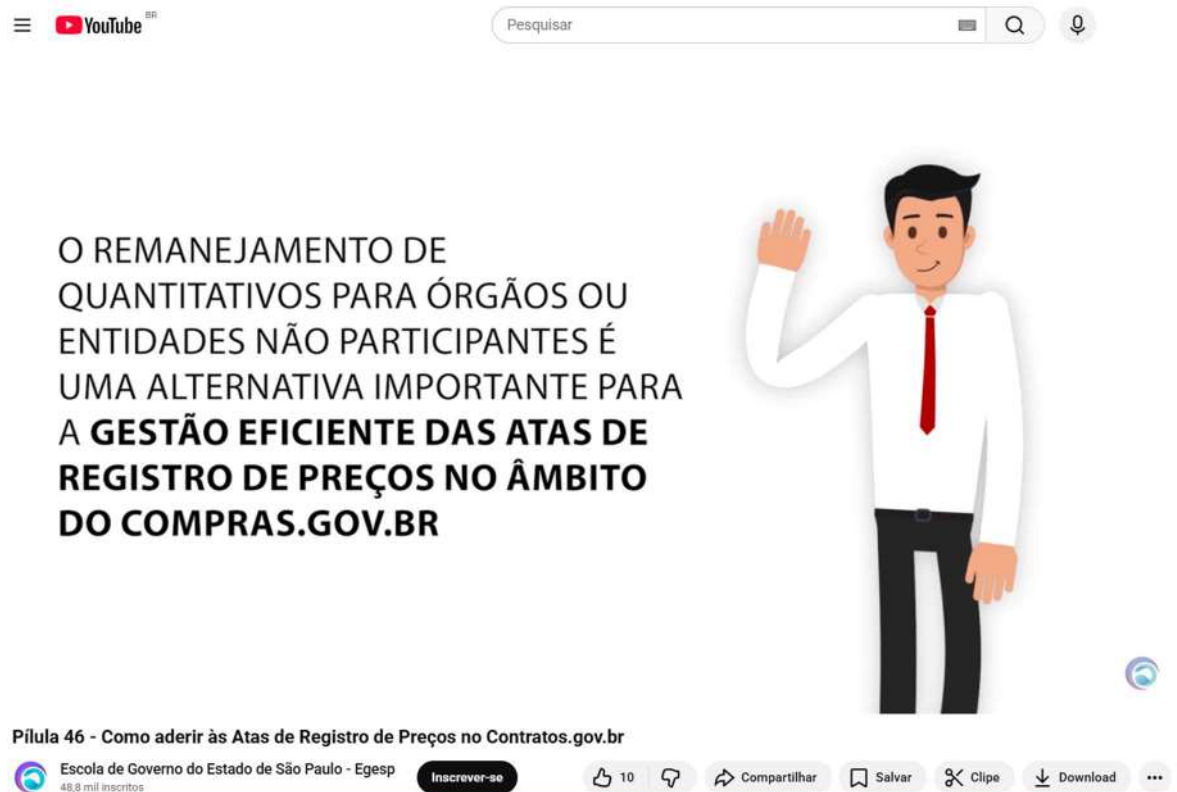 YouTube BR
Pesquisar
O REMANEJAMENTO DE
QUANTITATIVOS PARA ÓRGÃOS OU
ENTIDADES NÃO PARTICIPANTES É
UMA ALTERNATIVA IMPORTANTE PARA
A GESTÃO EFICIENTE DAS ATAS DE
REGISTRO DE PREÇOS NO ÂMBITO
DO COMPRAS.GOV.BR
Pílula 46 - Como aderir às Atas de Registro de Preços no Contratos.gov.br
Escola de Governo do Estado de São Paulo - Egesp
48,8 mil inscritos
Inscrever-se
10
Compartilhar
Salvar
Clipe
Download